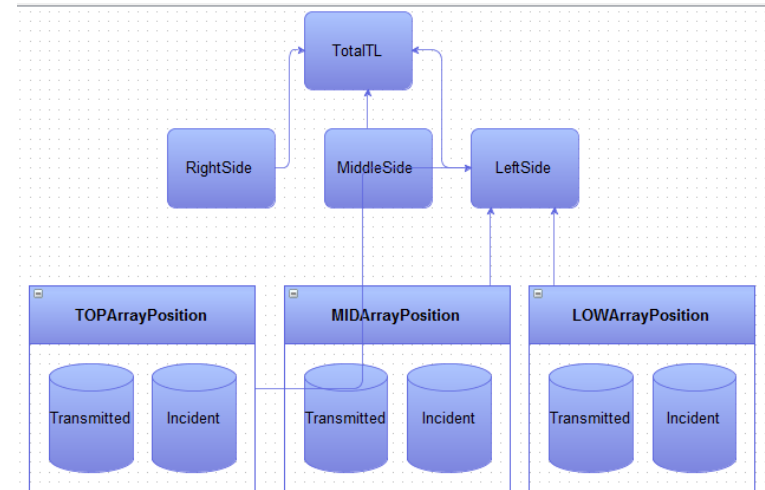 TotalTL
RightSide
MiddleSide
LeftSide
TOPArrayPosition
MIDArrayPosition
LOWArrayPosition
Transmitted
Incident
Transmitted
Incident
Transmitted
Incident